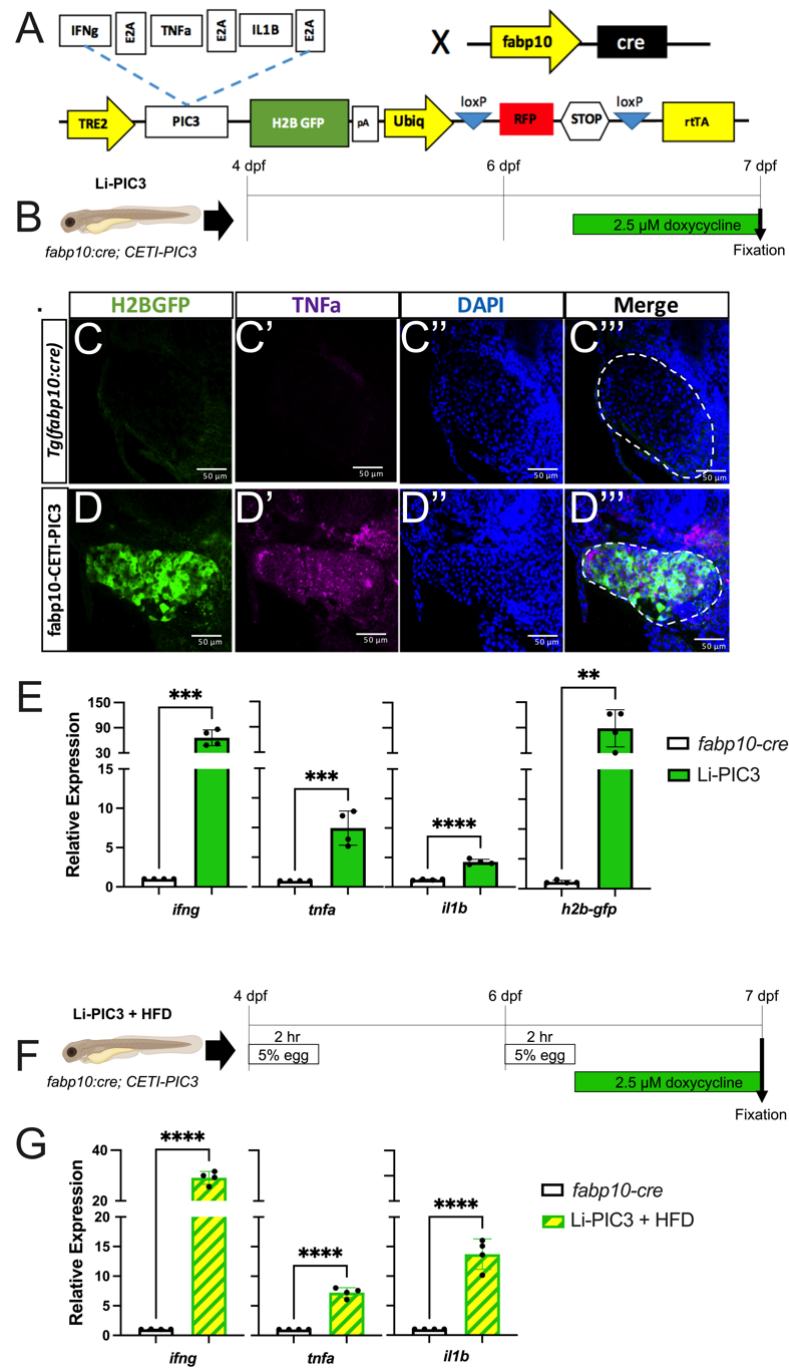 A
IFNg E2A TNFa E2A IL1B E2A
X fabp10 cre
TRE2 PIC3 H2B GFP pA Ubiq loxP RFP STOP loxP rtTA
4 dpf 6 dpf 7 dpf
B
Li-PIC3
fabp10:cre; CETI-PIC3
2.5 µM doxycycline
Fixation
H2BGFP TNFa DAPI Merge
Tg(fabp10:cre)
C C' C'' C'''
50 µm 50 µm 50 µm 50 µm
fabp10-CETI-PIC3
D D' D'' D'''
50 µm 50 µm 50 µm 50 µm
E
Relative Expression
150
90
30
15
10
5
0
*** *** **** **
ifng tnfa il1b h2b-gfp
fabp10-cre
Li-PIC3
4 dpf 6 dpf 7 dpf
F
Li-PIC3 + HFD
fabp10:cre; CETI-PIC3
2 hr 2 hr
5% egg 5% egg
2.5 µM doxycycline
Fixation
G
Relative Expression
40
20
20
15
10
5
0
**** **** ****
ifng tnfa il1b
fabp10-cre
Li-PIC3 + HFD